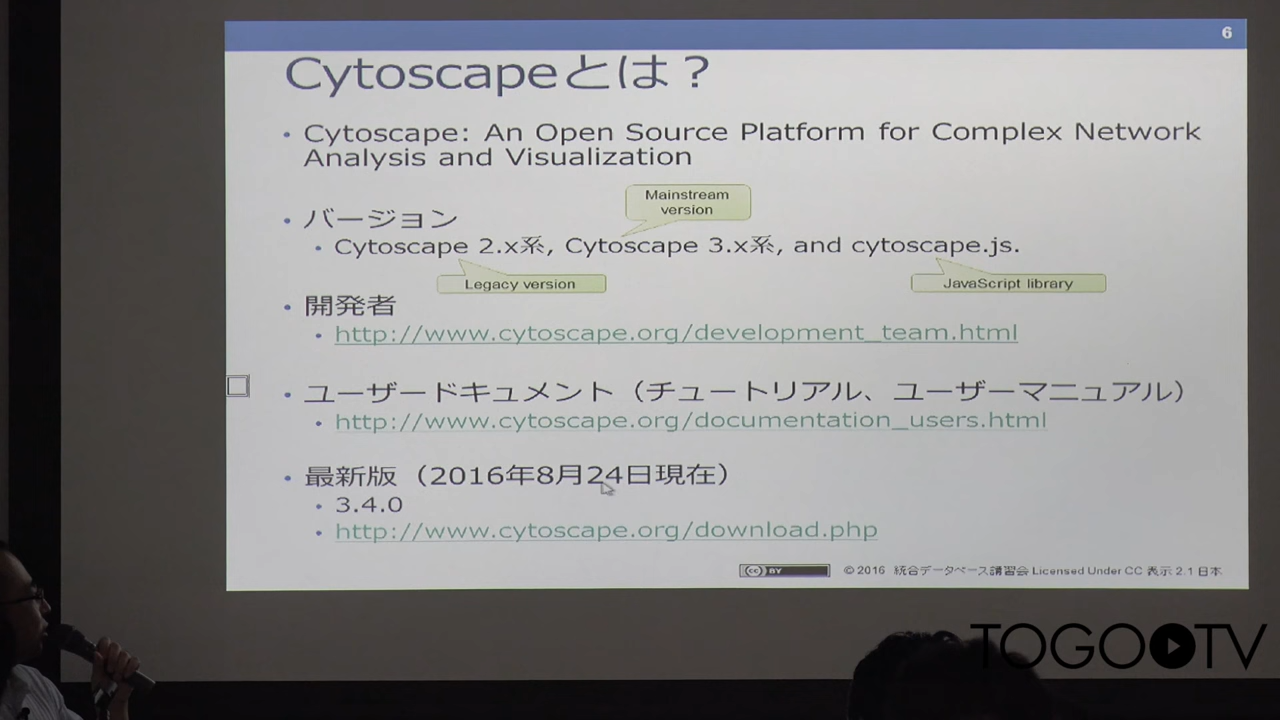 6
Cytoscapeとは？
• Cytoscape: An Open Source Platform for Complex Network
Analysis and Visualization
Mainstream
version
• バージョン
• Cytoscape 2.x系, Cytoscape 3.x系, and cytoscape.js.
Legacy version
JavaScript library
• 開発者
• http://www.cytoscape.org/development_team.html
• ユーザードキュメント（チュートリアル、ユーザーマニュアル）
• http://www.cytoscape.org/documentation_users.html
• 最新版（2016年8月24日現在）
• 3.4.0
• http://www.cytoscape.org/download.php
cc BY
© 2016 統合データベース講習会 Licensed Under CC 表示 2.1 日本
TOGO TV